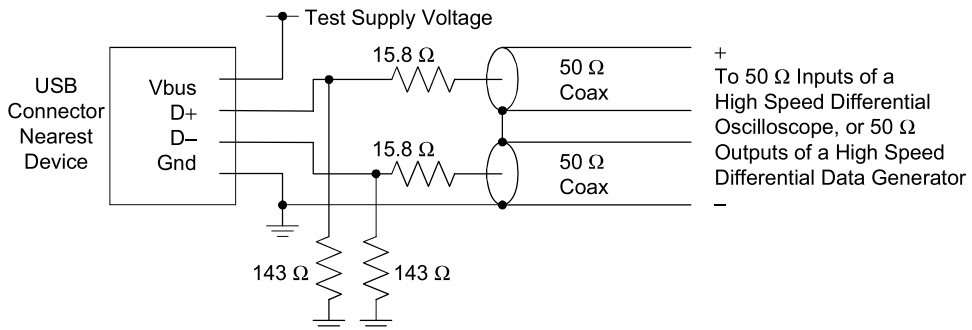 Test Supply Voltage
USB
Connector
Nearest
Device
Vbus
D+
D−
Gnd
15.8 Ω
50 Ω
Coax
15.8 Ω
50 Ω
Coax
+
To 50 Ω Inputs of a
High Speed Differential
Oscilloscope, or 50 Ω
Outputs of a High Speed
Differential Data Generator
−
143 Ω
143 Ω